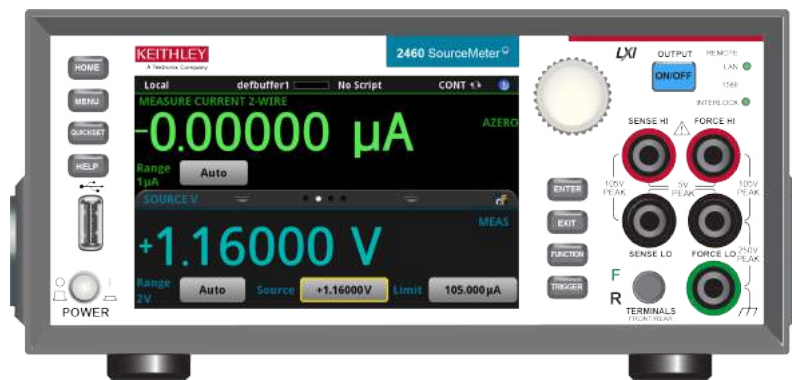 KEITHLEY
A Tektronix Company
2460 SourceMeter
HOME
MENU
QUICKSET
HELP
POWER
Local defbuffer1 No Script CONT
MEASURE CURRENT 2-WIRE
-0.00000 µA
AZERO
Range Auto
1µA
SOURCE V
+1.16000 V
MEAS
Range Auto Source +1.16000V Limit 105.000µA
2V
ENTER
EXIT
FUNCTION
TRIGGER
LXI
OUTPUT
ON/OFF
REMOTE
LAN
1588
INTERLOCK
SENSE HI
FORCE HI
105V
PEAK
5V
PEAK
105V
PEAK
SENSE LO
FORCE LO
250V
PEAK
F
R
TERMINALS
FRONT/REAR